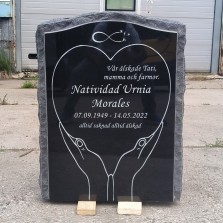 Vår älskade Tati,
mamma och farmor.
Natividad Urnia
Morales
07.09.1949 - 14.05.2022
alltid saknad alltid älskad